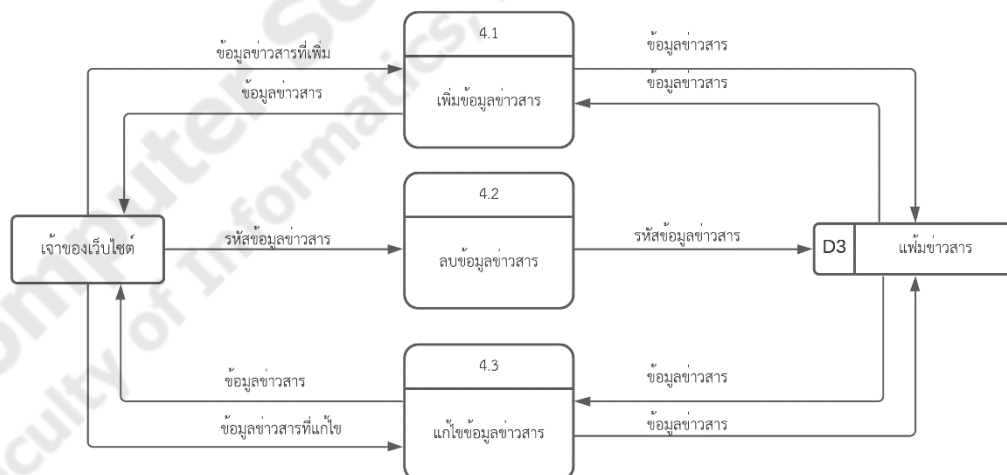 4.1
ข้อมูลข่าวสารที่เพิ่ม
ข้อมูลข่าวสาร
ข้อมูลข่าวสาร
ข้อมูลข่าวสาร
เพิ่มข้อมูลข่าวสาร
4.2
เจ้าของเว็บไซต์
รหัสข้อมูลข่าวสาร
ลบข้อมูลข่าวสาร
รหัสข้อมูลข่าวสาร
D3
แฟ้มข่าวสาร
4.3
ข้อมูลข่าวสาร
ข้อมูลข่าวสาร
ข้อมูลข่าวสารที่แก้ไข
แก้ไขข้อมูลข่าวสาร
ข้อมูลข่าวสาร